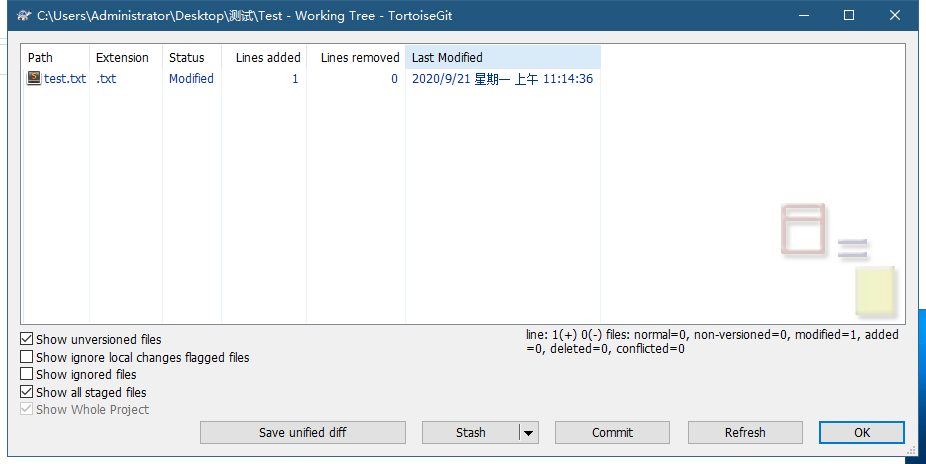 C:\Users\Administrator\Desktop\测试\Test - Working Tree - TortoiseGit
Path Extension Status Lines added Lines removed Last Modified
test.txt .txt Modified 1 0 2020/9/21 星期一 上午 11:14:36
Show unversioned files
Show ignore local changes flagged files
Show ignored files
Show all staged files
Show Whole Project
line: 1(+) 0(-) files: normal=0, non-versioned=0, modified=1, added
=0, deleted=0, conflicted=0
Save unified diff Stash Commit Refresh OK